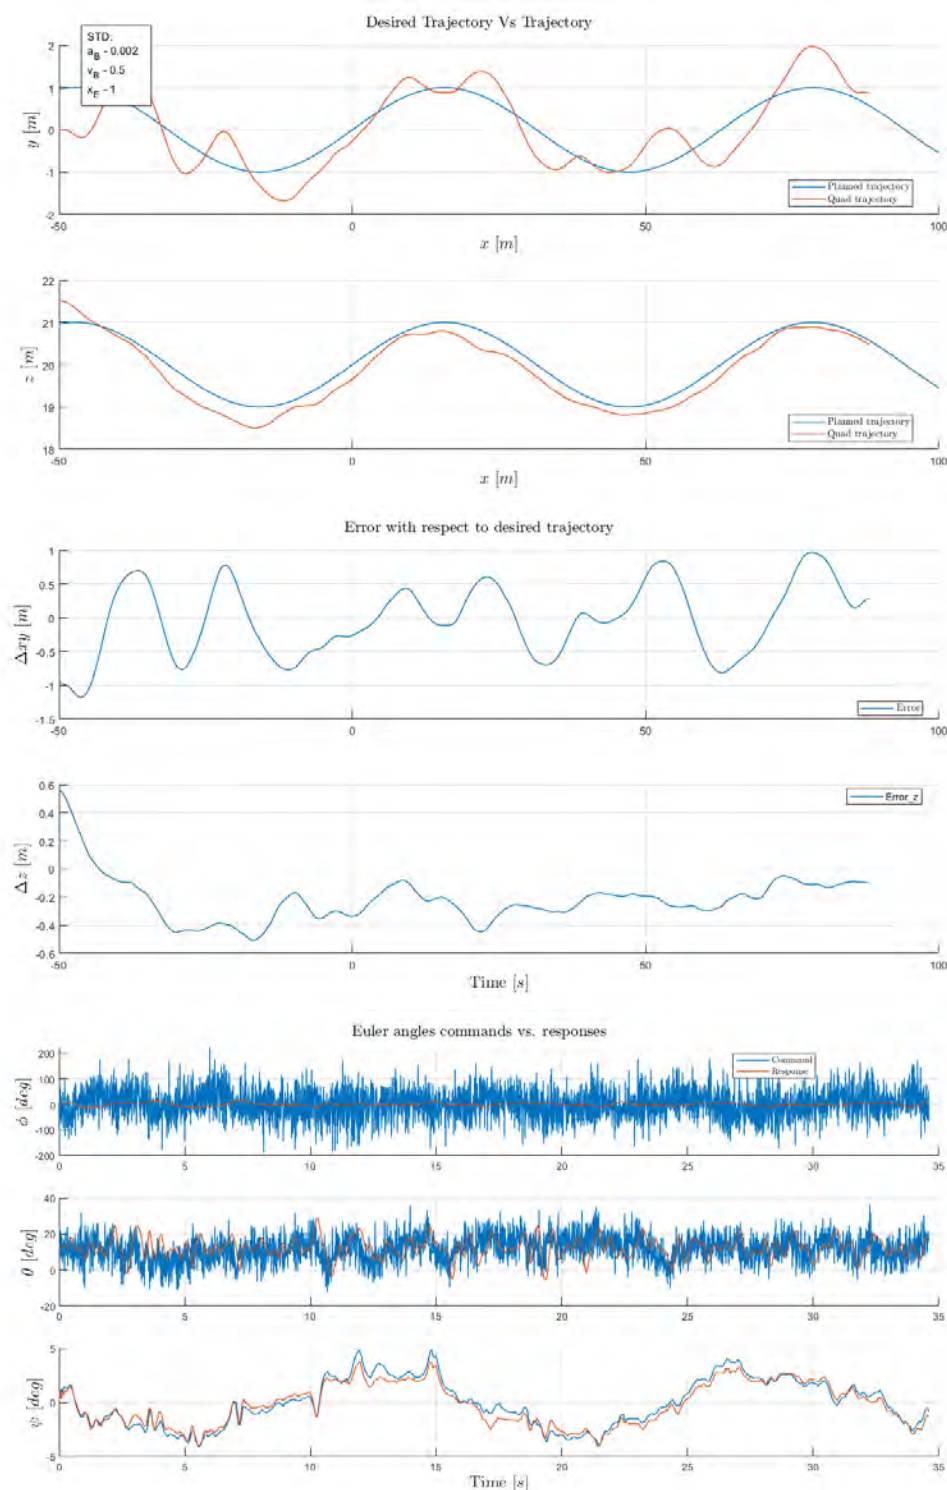 Desired Trajectory Vs Trajectory
STD:
a_B - 0.002
v_B - 0.5
x_E - 1
2
1
0
-1
-2
y [m]
-50
0
50
100
x [m]
Planned trajectory
Quad trajectory
22
21
20
19
18
z [m]
-50
0
50
100
x [m]
Planned trajectory
Quad trajectory
Error with respect to desired trajectory
1
0.5
0
-0.5
-1
-1.5
Δxy [m]
-50
0
50
100
Error
0.6
0.4
0.2
0
-0.2
-0.4
-0.6
Δz [m]
-50
0
50
100
Time [s]
Error_z
Euler angles commands vs. responses
200
100
0
-100
-200
ϕ [deg]
0
5
10
15
20
25
30
35
Command
Response
40
20
0
-20
θ [deg]
0
5
10
15
20
25
30
35
5
0
-5
ψ [deg]
0
5
10
15
20
25
30
35
Time [s]